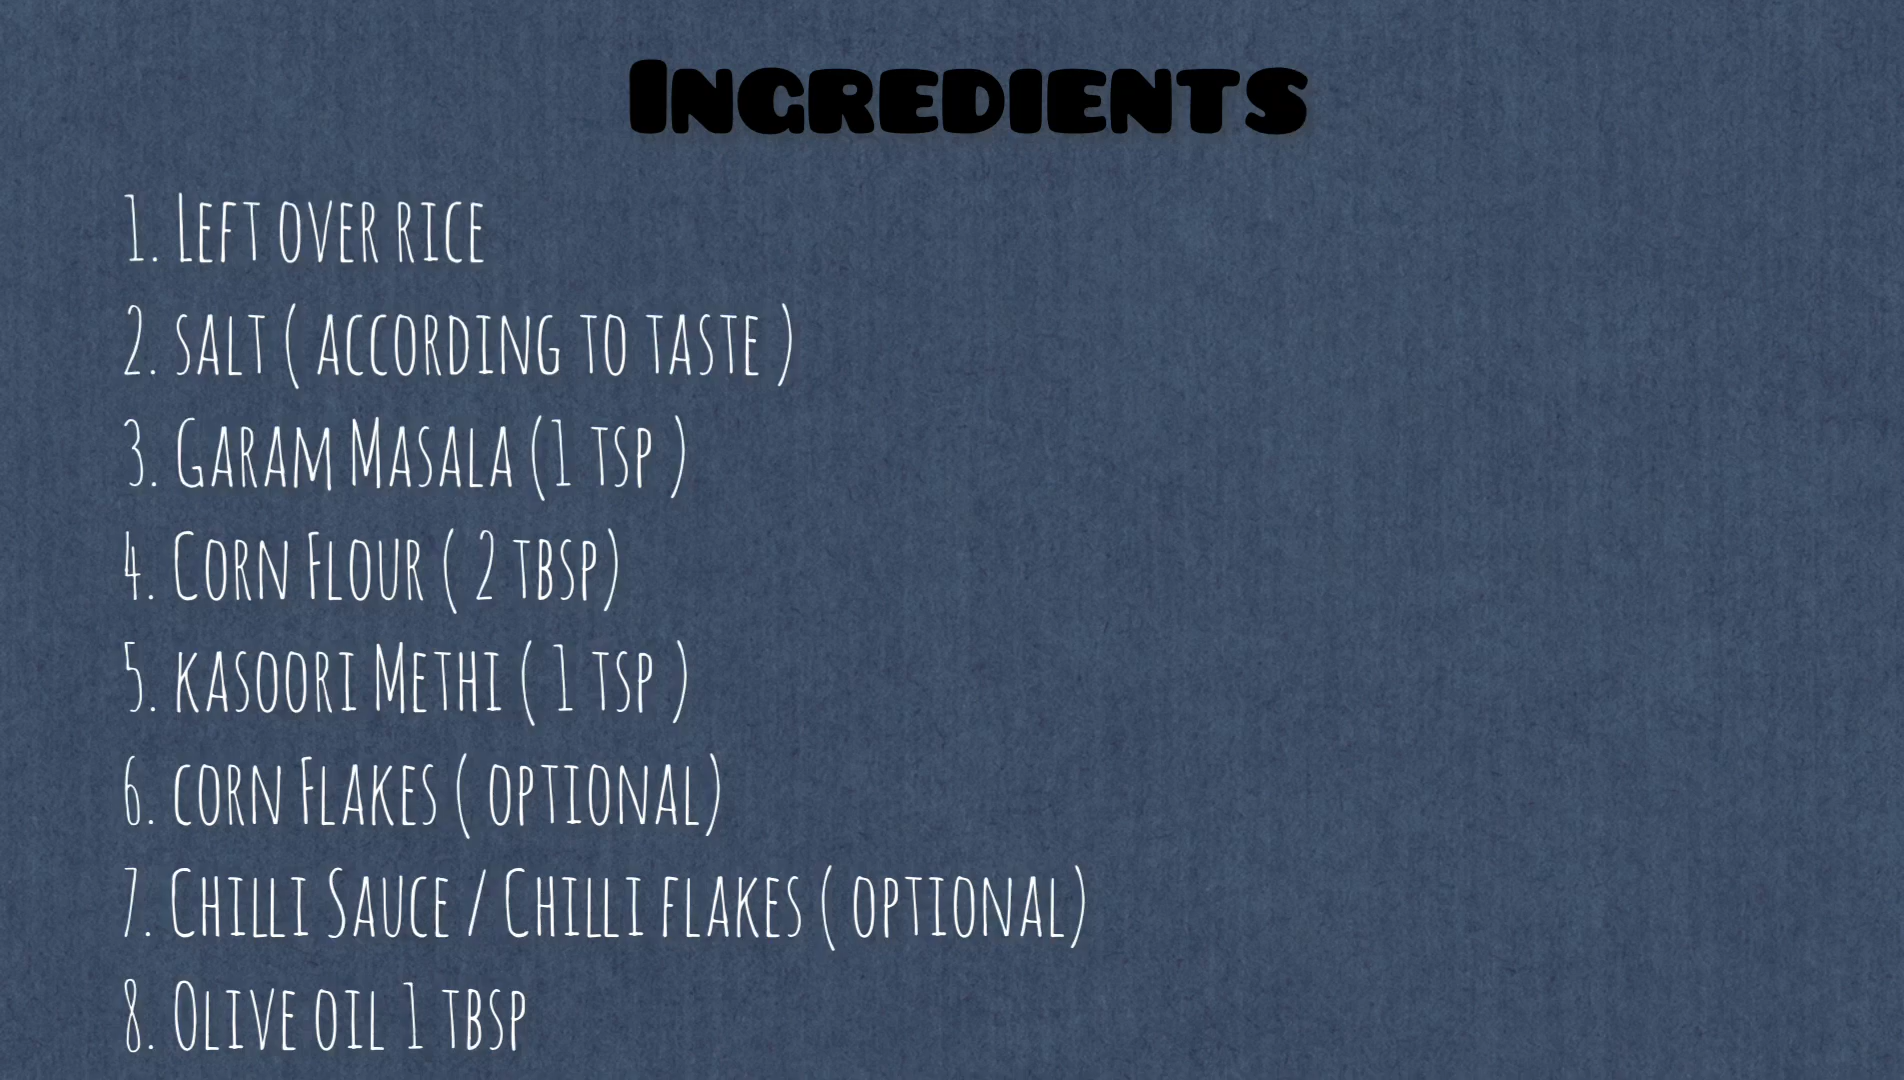 Ingredients
1. Left over rice
2. salt ( according to taste )
3. Garam Masala (1 tsp )
4. Corn Flour ( 2 tbsp)
5. kasoori Methi ( 1 tsp )
6. corn Flakes ( optional)
7. Chilli Sauce / Chilli flakes ( optional)
8. Olive oil 1 tbsp